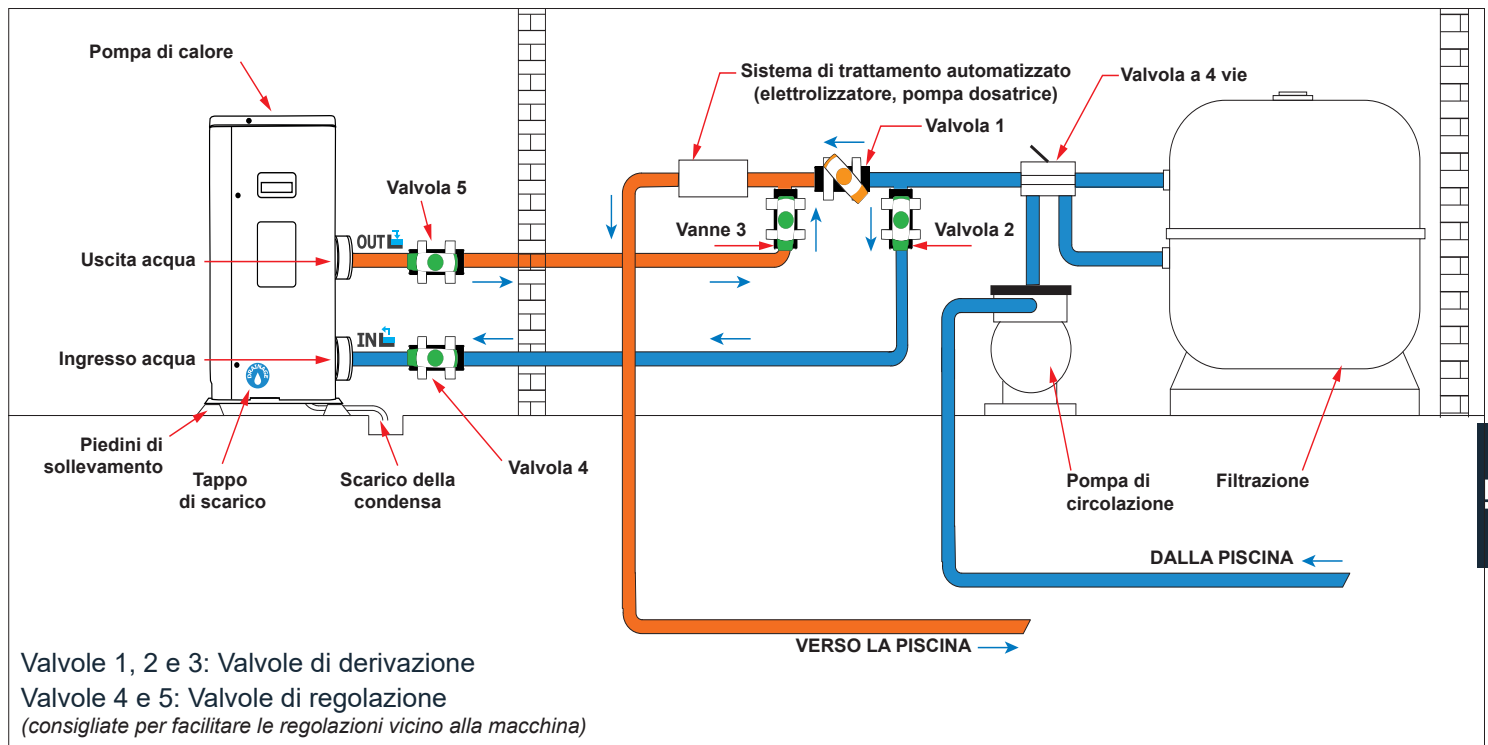 Pompa di calore
Sistema di trattamento automatizzato
(elettrolizzatore, pompa dosatrice)
Valvola a 4 vie
Valvola 1
Valvola 5
Vanne 3
Valvola 2
OUT
Uscita acqua
IN
Ingresso acqua
DRAINAGE
Piedini di
sollevamento
Tappo
di scarico
Scarico della
condensa
Valvola 4
Pompa di
circolazione
Filtrazione
DALLA PISCINA
VERSO LA PISCINA
Valvole 1, 2 e 3: Valvole di derivazione
Valvole 4 e 5: Valvole di regolazione
(consigliate per facilitare le regolazioni vicino alla macchina)